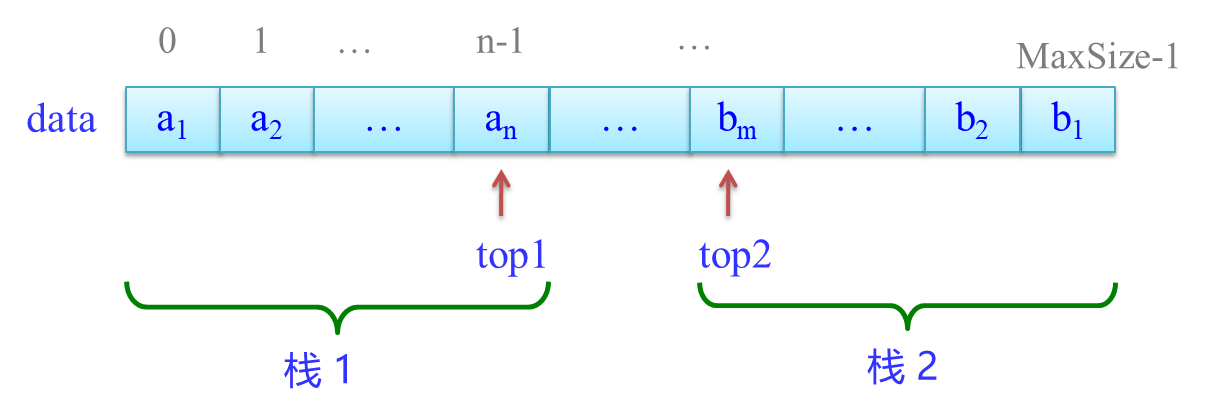 0 1 … n-1 … MaxSize-1
data a₁ a₂ … aₙ … bₘ … b₂ b₁
top1 top2
栈 1 栈 2